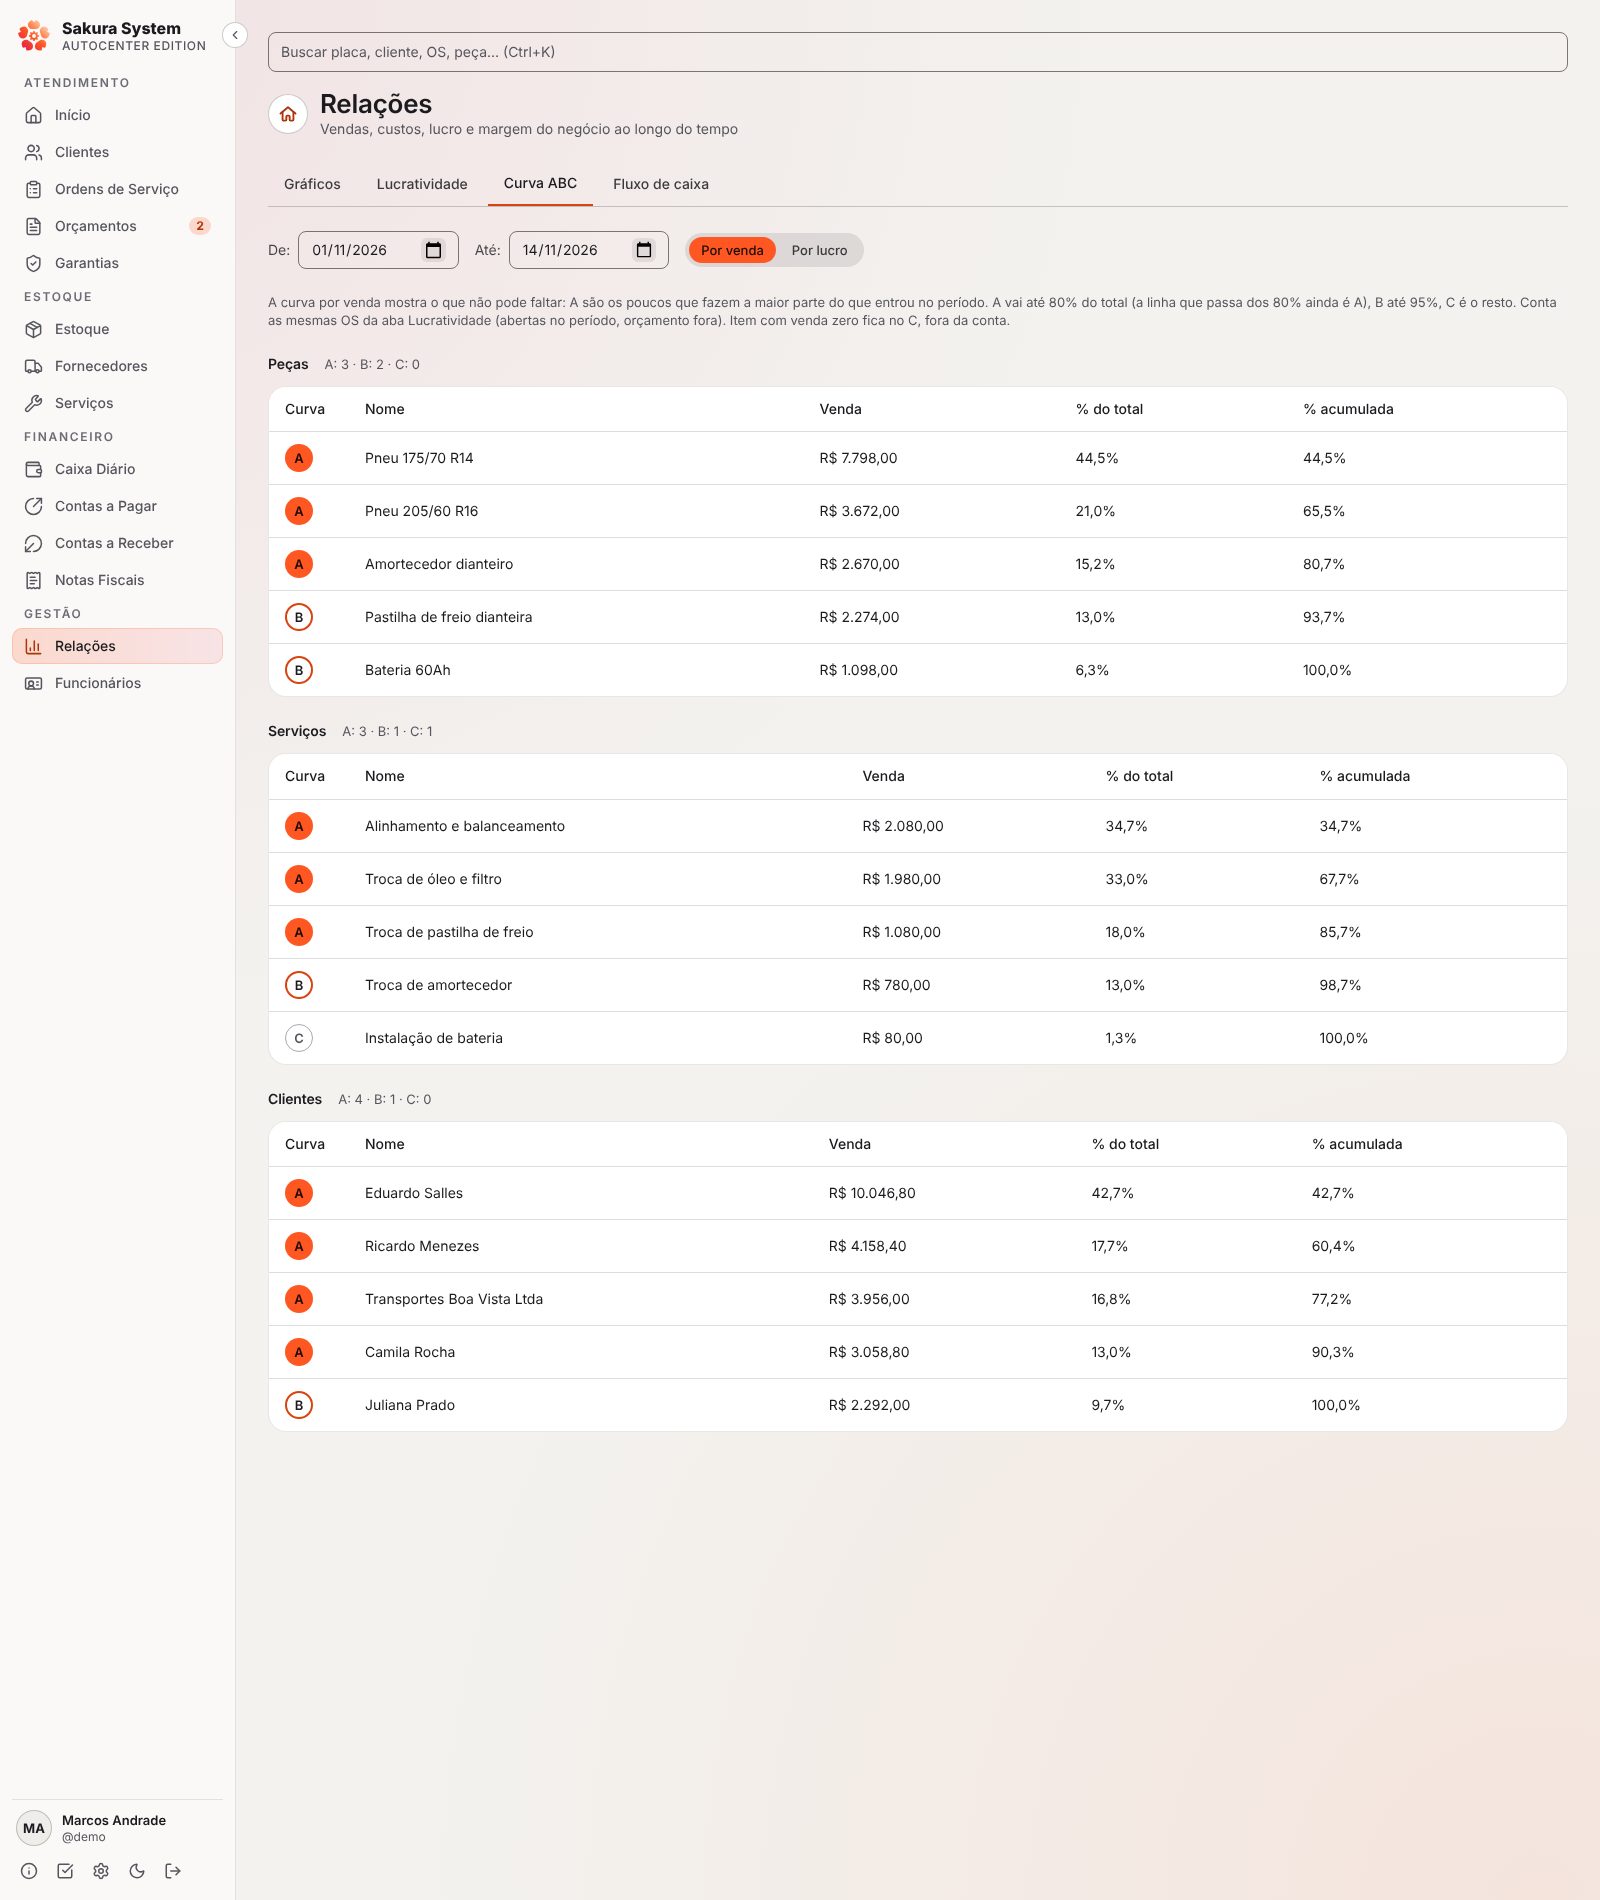 Sakura System
AUTOCENTER EDITION
ATENDIMENTO
Início
Clientes
Ordens de Serviço
Orçamentos 2
Garantias
ESTOQUE
Estoque
Fornecedores
Serviços
FINANCEIRO
Caixa Diário
Contas a Pagar
Contas a Receber
Notas Fiscais
GESTÃO
Relações
Funcionários
MA
Marcos Andrade
@demo
Buscar placa, cliente, OS, peça... (Ctrl+K)
Relações
Vendas, custos, lucro e margem do negócio ao longo do tempo
Gráficos Lucratividade Curva ABC Fluxo de caixa
De: 01/11/2026 Até: 14/11/2026 Por venda Por lucro
A curva por venda mostra o que não pode faltar: A são os poucos que fazem a maior parte do que entrou no período. A vai até 80% do total (a linha que passa dos 80% ainda é A), B até 95%, C é o resto. Conta
as mesmas OS da aba Lucratividade (abertas no período, orçamento fora). Item com venda zero fica no C, fora da conta.
Peças A: 3 · B: 2 · C: 0
Curva Nome Venda % do total % acumulada
A Pneu 175/70 R14 R$ 7.798,00 44,5% 44,5%
A Pneu 205/60 R16 R$ 3.672,00 21,0% 65,5%
A Amortecedor dianteiro R$ 2.670,00 15,2% 80,7%
B Pastilha de freio dianteira R$ 2.274,00 13,0% 93,7%
B Bateria 60Ah R$ 1.098,00 6,3% 100,0%
Serviços A: 3 · B: 1 · C: 1
Curva Nome Venda % do total % acumulada
A Alinhamento e balanceamento R$ 2.080,00 34,7% 34,7%
A Troca de óleo e filtro R$ 1.980,00 33,0% 67,7%
A Troca de pastilha de freio R$ 1.080,00 18,0% 85,7%
B Troca de amortecedor R$ 780,00 13,0% 98,7%
C Instalação de bateria R$ 80,00 1,3% 100,0%
Clientes A: 4 · B: 1 · C: 0
Curva Nome Venda % do total % acumulada
A Eduardo Salles R$ 10.046,80 42,7% 42,7%
A Ricardo Menezes R$ 4.158,40 17,7% 60,4%
A Transportes Boa Vista Ltda R$ 3.956,00 16,8% 77,2%
A Camila Rocha R$ 3.058,80 13,0% 90,3%
B Juliana Prado R$ 2.292,00 9,7% 100,0%